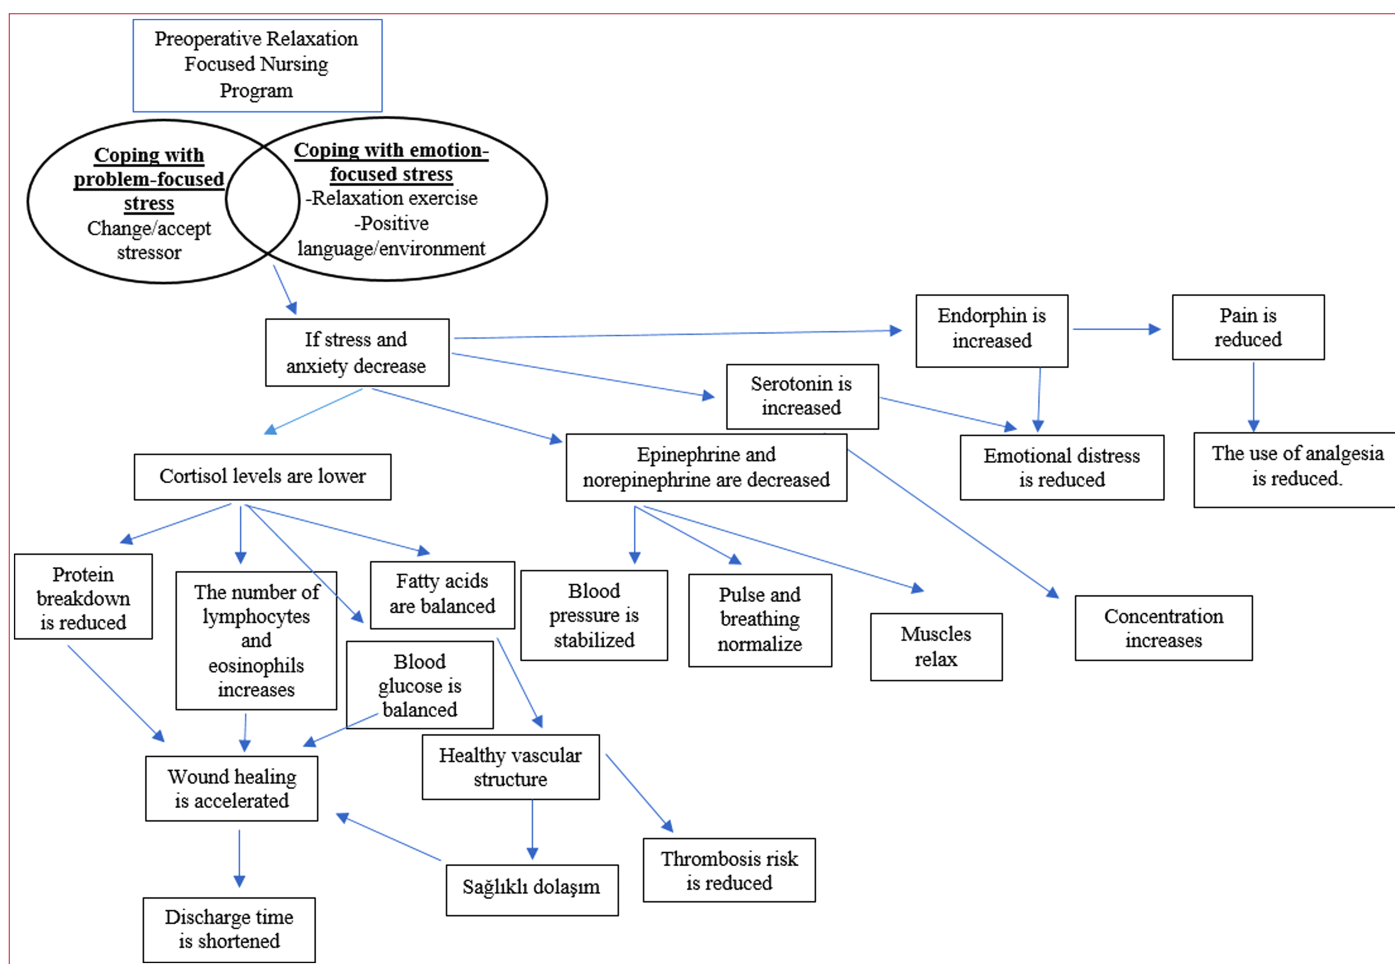 Preoperative Relaxation
Focused Nursing
Program
Coping with
problem-focused
stress
Change/accept
stressor
Coping with emotion-
focused stress
-Relaxation exercise
-Positive
language/environment
If stress and
anxiety decrease
Endorphin is
increased
Pain is
reduced
Serotonin is
increased
Cortisol levels are lower
Epinephrine and
norepinephrine are decreased
Emotional distress
is reduced
The use of analgesia
is reduced.
Protein
breakdown
is reduced
The number of
lymphocytes
and
eosinophils
increases
Fatty acids
are balanced
Blood
glucose is
balanced
Blood
pressure is
stabilized
Pulse and
breathing
normalize
Muscles
relax
Concentration
increases
Wound healing
is accelerated
Healthy vascular
structure
Sağlıklı dolaşım
Thrombosis risk
is reduced
Discharge time
is shortened